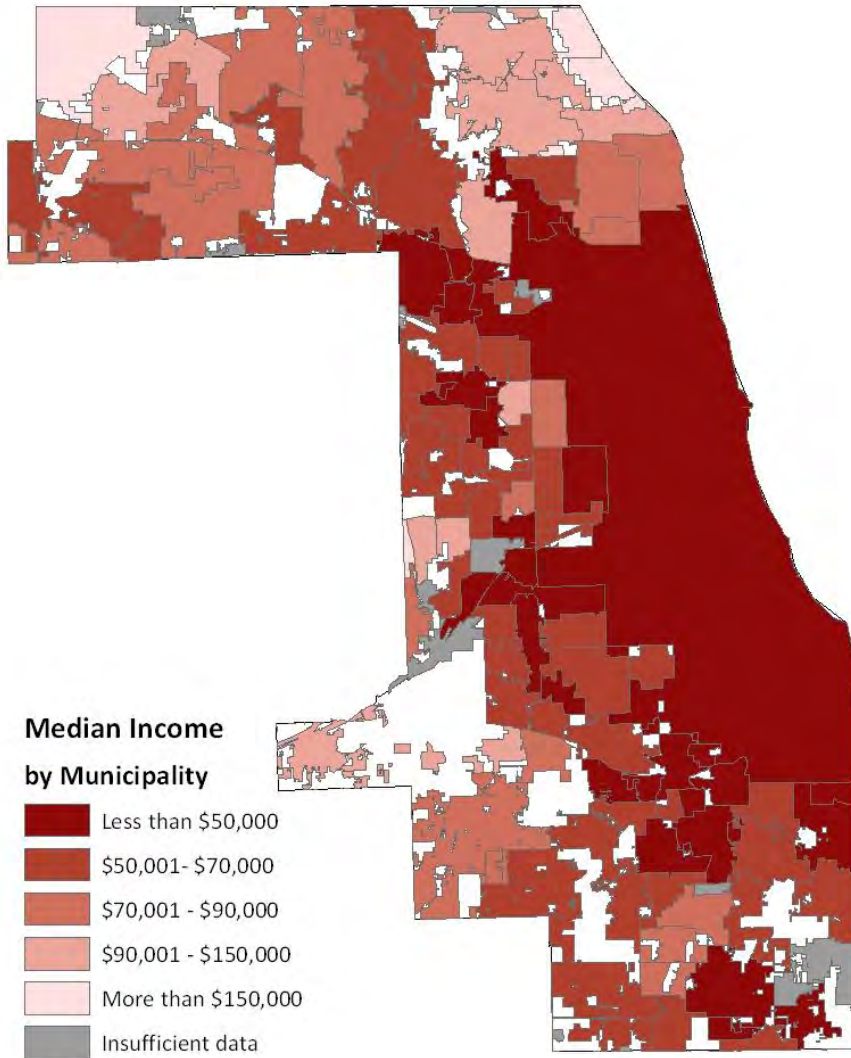 Median Income
by Municipality
Less than $50,000
$50,001- $70,000
$70,001 - $90,000
$90,001 - $150,000
More than $150,000
Insufficient data